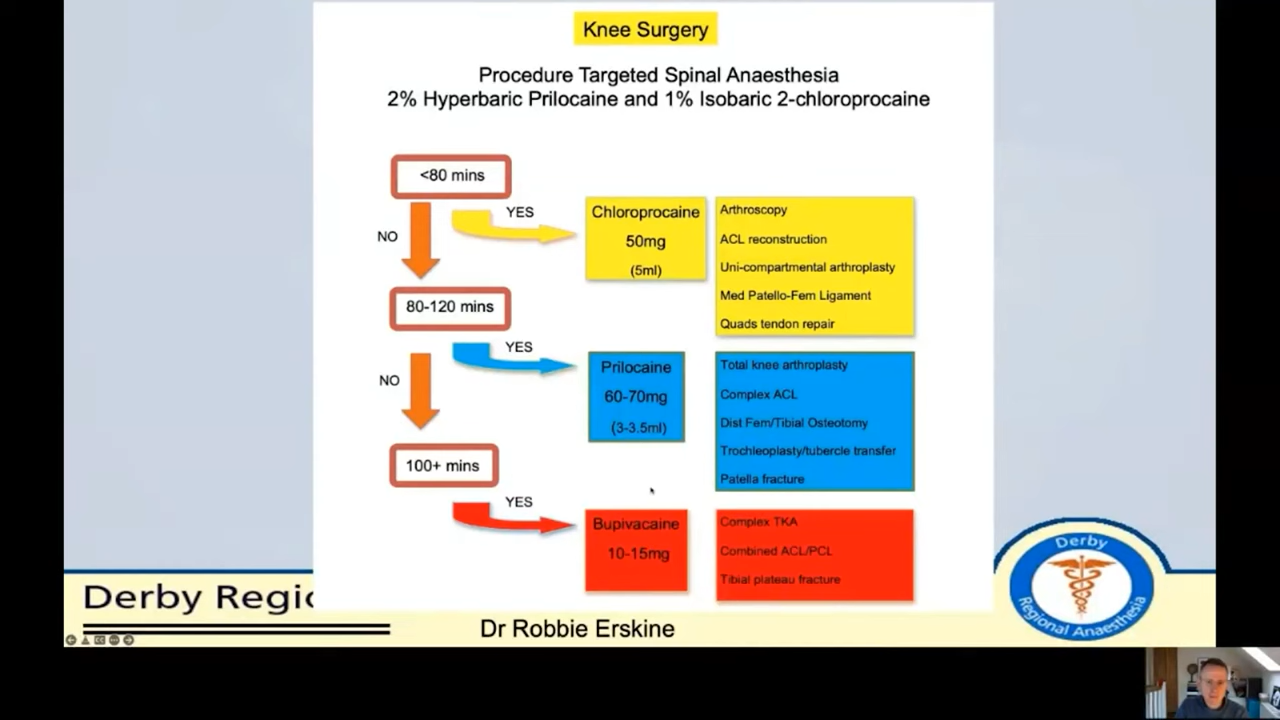 Knee Surgery
Procedure Targeted Spinal Anaesthesia
2% Hyperbaric Prilocaine and 1% Isobaric 2-chloroprocaine
<80 mins
YES
NO
Chloroprocaine
50mg
(5ml)
Arthroscopy
ACL reconstruction
Uni-compartmental arthroplasty
Med Patello-Fem Ligament
Quads tendon repair
80-120 mins
YES
NO
Prilocaine
60-70mg
(3-3.5ml)
Total knee arthroplasty
Complex ACL
Dist Fem/Tibial Osteotomy
Trochleoplasty/tubercle transfer
Patella fracture
100+ mins
YES
Bupivacaine
10-15mg
Complex TKA
Combined ACL/PCL
Tibial plateau fracture
Derby Regio
Dr Robbie Erskine
Derby
Regional Anaesthesia